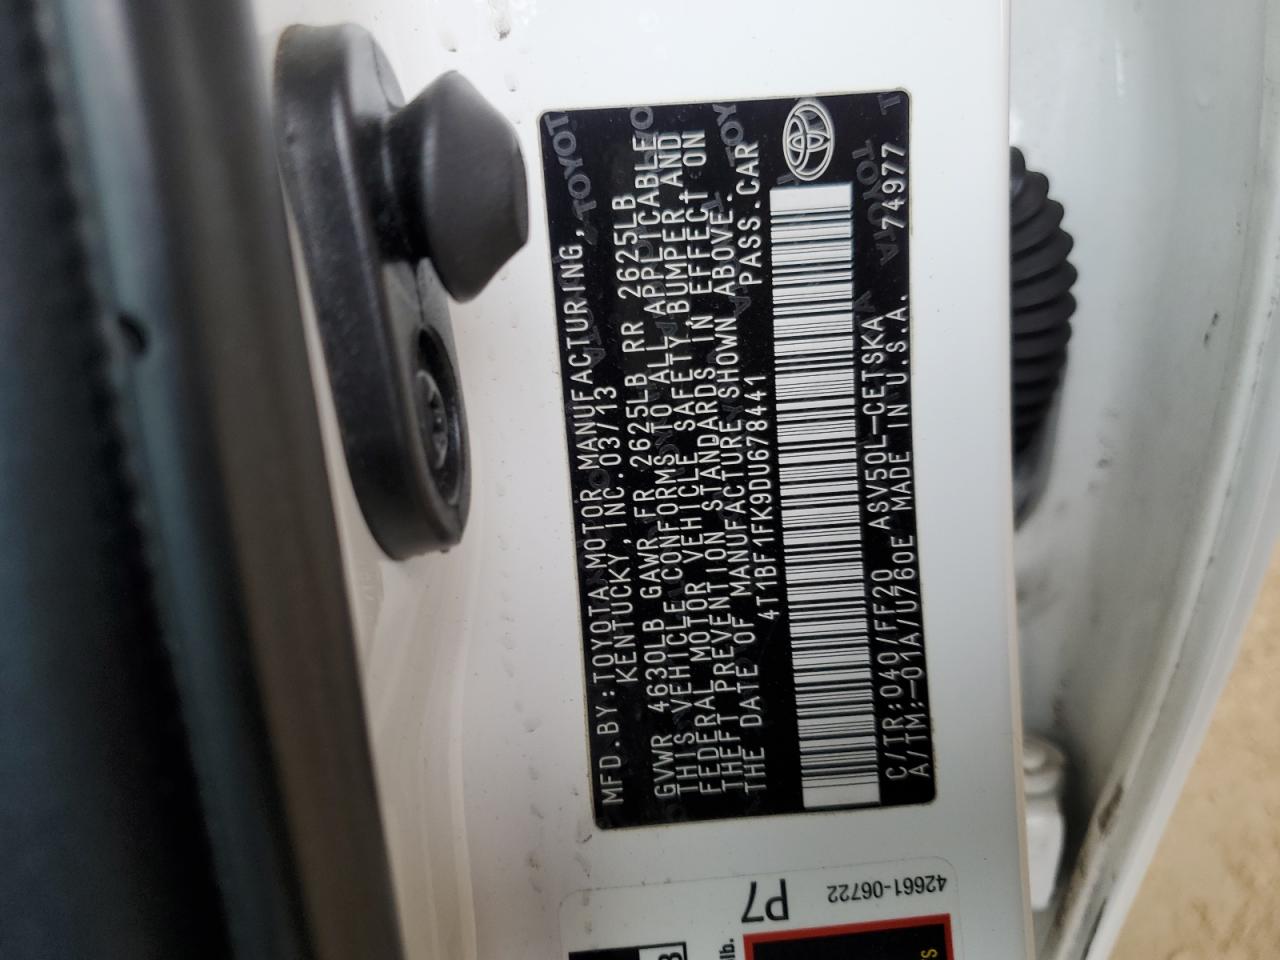 MFD.BY:TOYOTA MOTOR MANUFACTURING,
KENTUCKY,INC. 03/13
GVWR 4630LB GAWR FR 2625LB RR 2625LB
THIS VEHICLE CONFORMS TO ALL APPLICABLE
FEDERAL MOTOR VEHICLE SAFETY,BUMPER AND
THEFT PREVENTION STANDARDS IN EFFECT ON
THE DATE OF MANUFACTURE SHOWN ABOVE.
4T1BF1FK9DU678441 PASS.CAR
C/TR:040/FF20 ASV50L-CETSKA 74977
A/TM:-01A/U760E MADE IN U.S.A.
P7
42661-06722
lb.